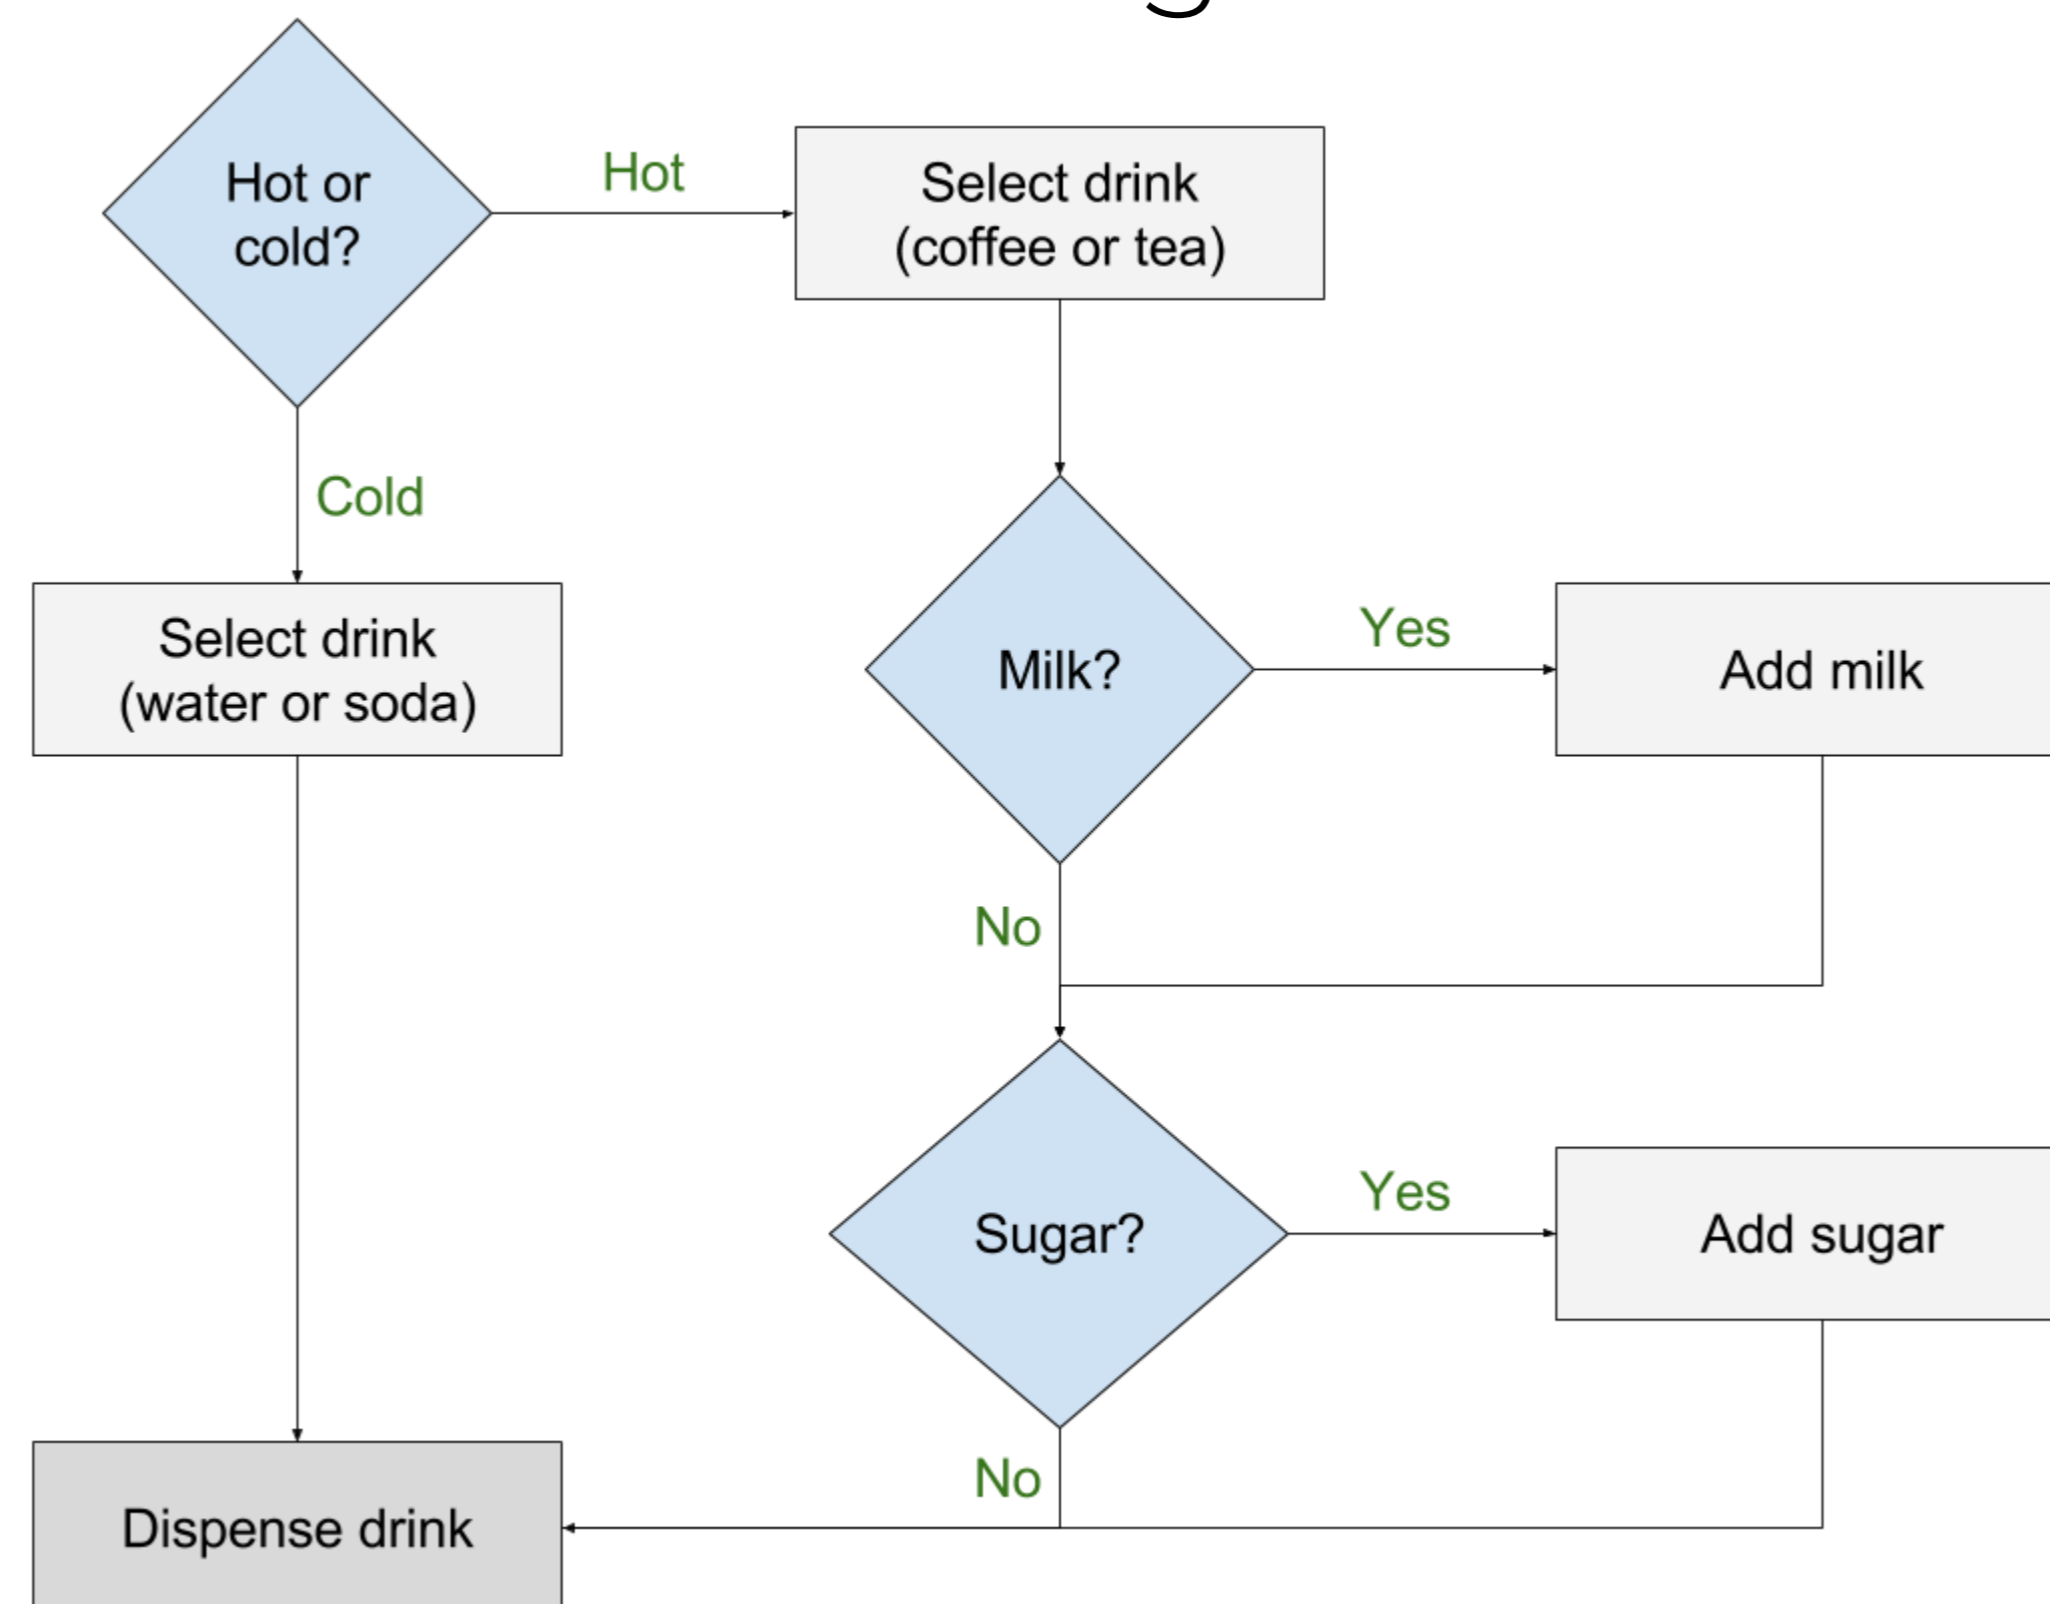 Hot or
cold?
Hot
Select drink
(coffee or tea)
Cold
Select drink
(water or soda)
Milk?
Yes
Add milk
No
Sugar?
Yes
Add sugar
No
Dispense drink